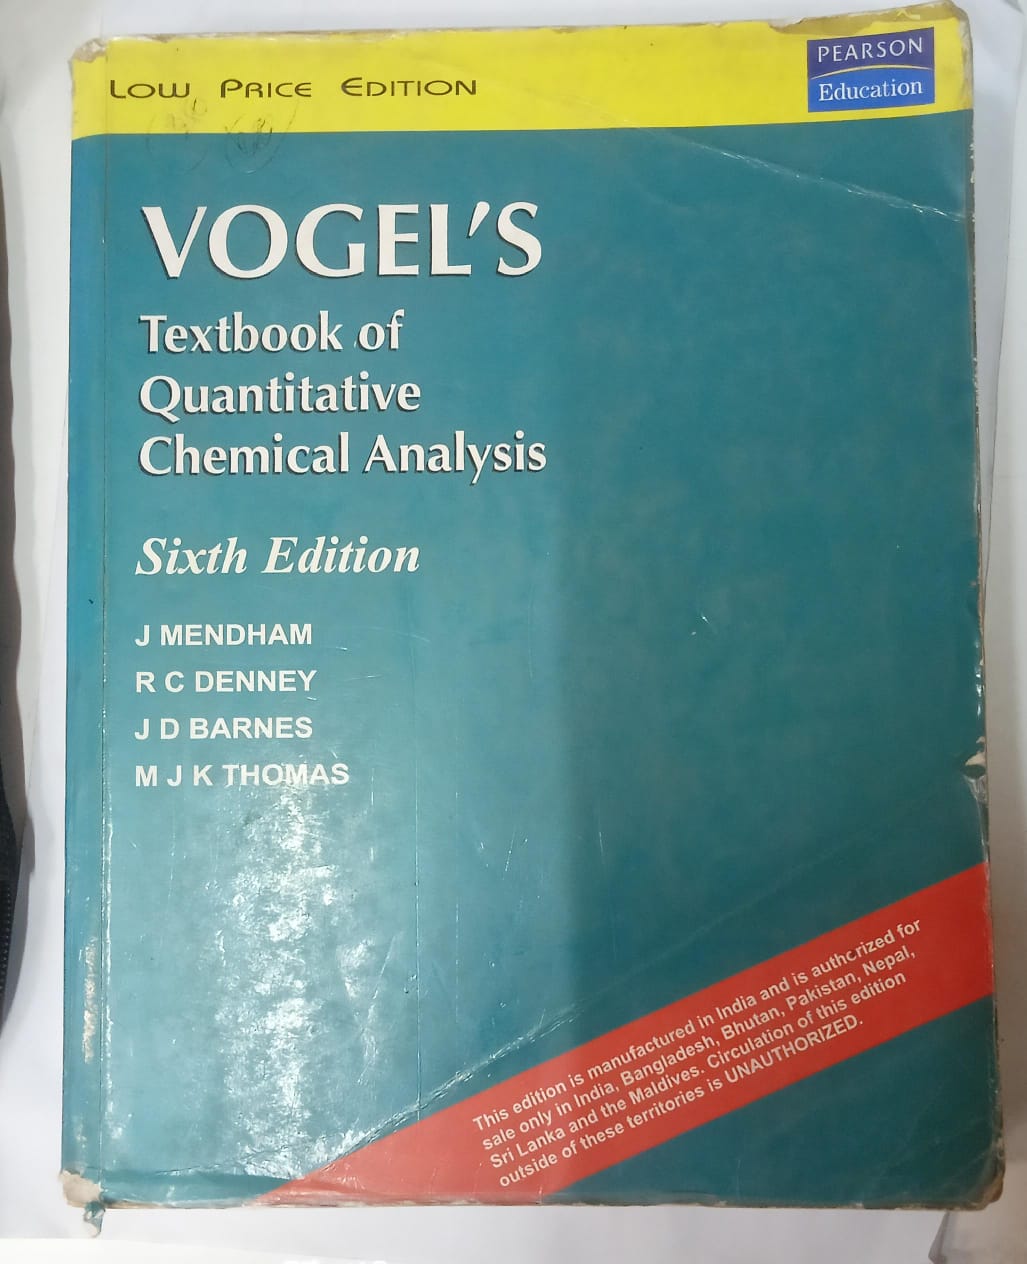 LOW PRICE EDITION
PEARSON
Education
VOGEL'S
Textbook of
Quantitative
Chemical Analysis
Sixth Edition
J MENDHAM
R C DENNEY
J D BARNES
M J K THOMAS
This edition is manufactured in India and is authorized for
sale only in India, Bangladesh, Bhutan, Pakistan, Nepal,
Sri Lanka and the Maldives. Circulation of this edition
outside of these territories is UNAUTHORIZED.